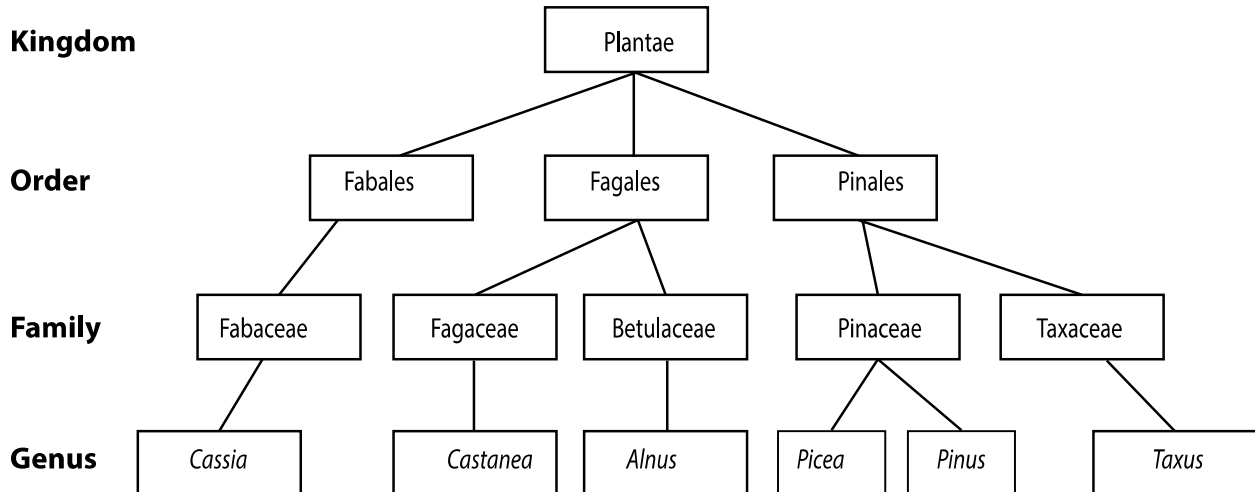 Kingdom Plantae
Order Fabales Fagales Pinales
Family Fabaceae Fagaceae Betulaceae Pinaceae Taxaceae
Genus Cassia Castanea Alnus Picea Pinus Taxus